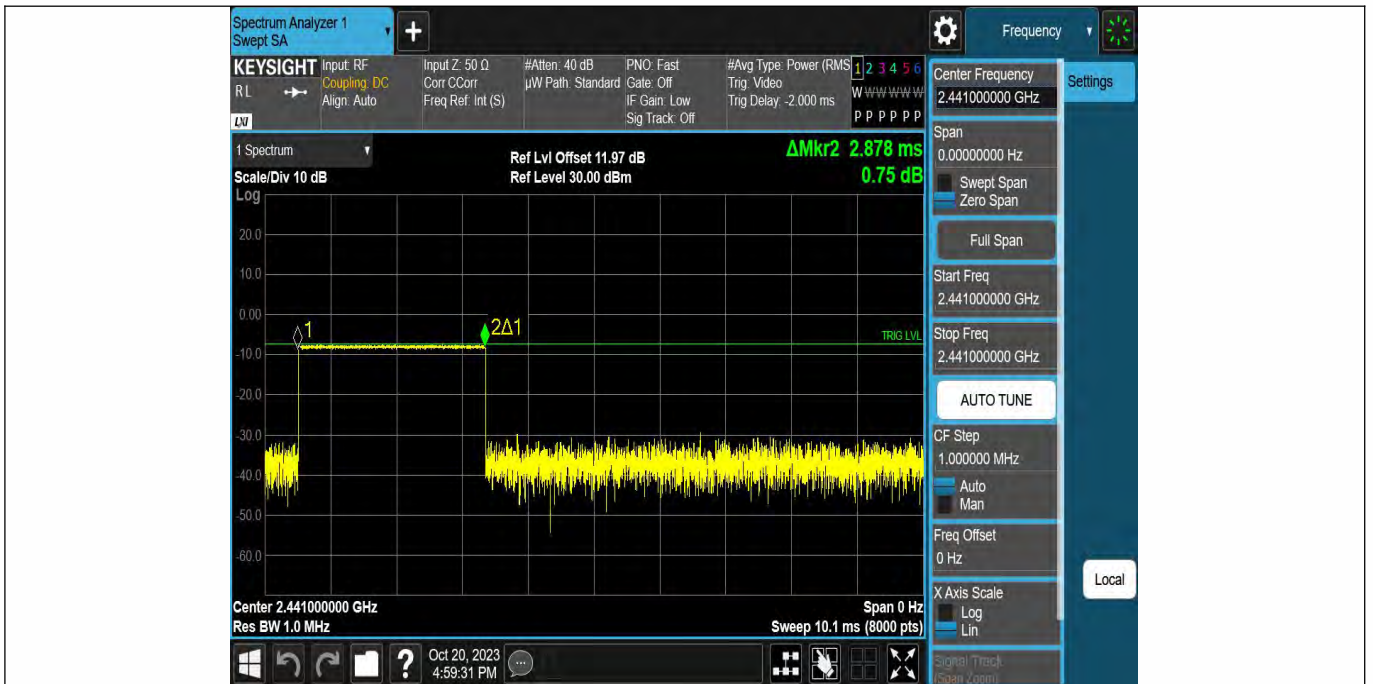 Spectrum Analyzer 1
Swept SA
+
Frequency
KEYSIGHT
RL
LXI
Input: RF
Coupling: DC
Align: Auto
Input Z: 50 Ω
Corr CCorr
Freq Ref: Int (S)
#Atten: 40 dB
µW Path: Standard
PNO: Fast
Gate: Off
IF Gain: Low
Sig Track: Off
#Avg Type: Power (RMS
Trig: Video
Trig Delay: -2.000 ms
1 2 3 4 5 6
W W W W W W
P P P P P P
Center Frequency
2.441000000 GHz
Settings
1 Spectrum
Scale/Div 10 dB
Ref Lvl Offset 11.97 dB
Ref Level 30.00 dBm
ΔMkr2 2.878 ms
0.75 dB
Span
0.00000000 Hz
Swept Span
Zero Span
Full Span
Start Freq
2.441000000 GHz
Stop Freq
2.441000000 GHz
AUTO TUNE
CF Step
1.000000 MHz
Auto
Man
Freq Offset
0 Hz
X Axis Scale
Log
Lin
Signal Track
(Span Zoom)
Local
Log
20.0
10.0
0.00
-10.0
-20.0
-30.0
-40.0
-50.0
-60.0
1
2Δ1
TRIG LVL
Center 2.441000000 GHz
Span 0 Hz
Res BW 1.0 MHz
Sweep 10.1 ms (8000 pts)
?
Oct 20, 2023
4:59:31 PM